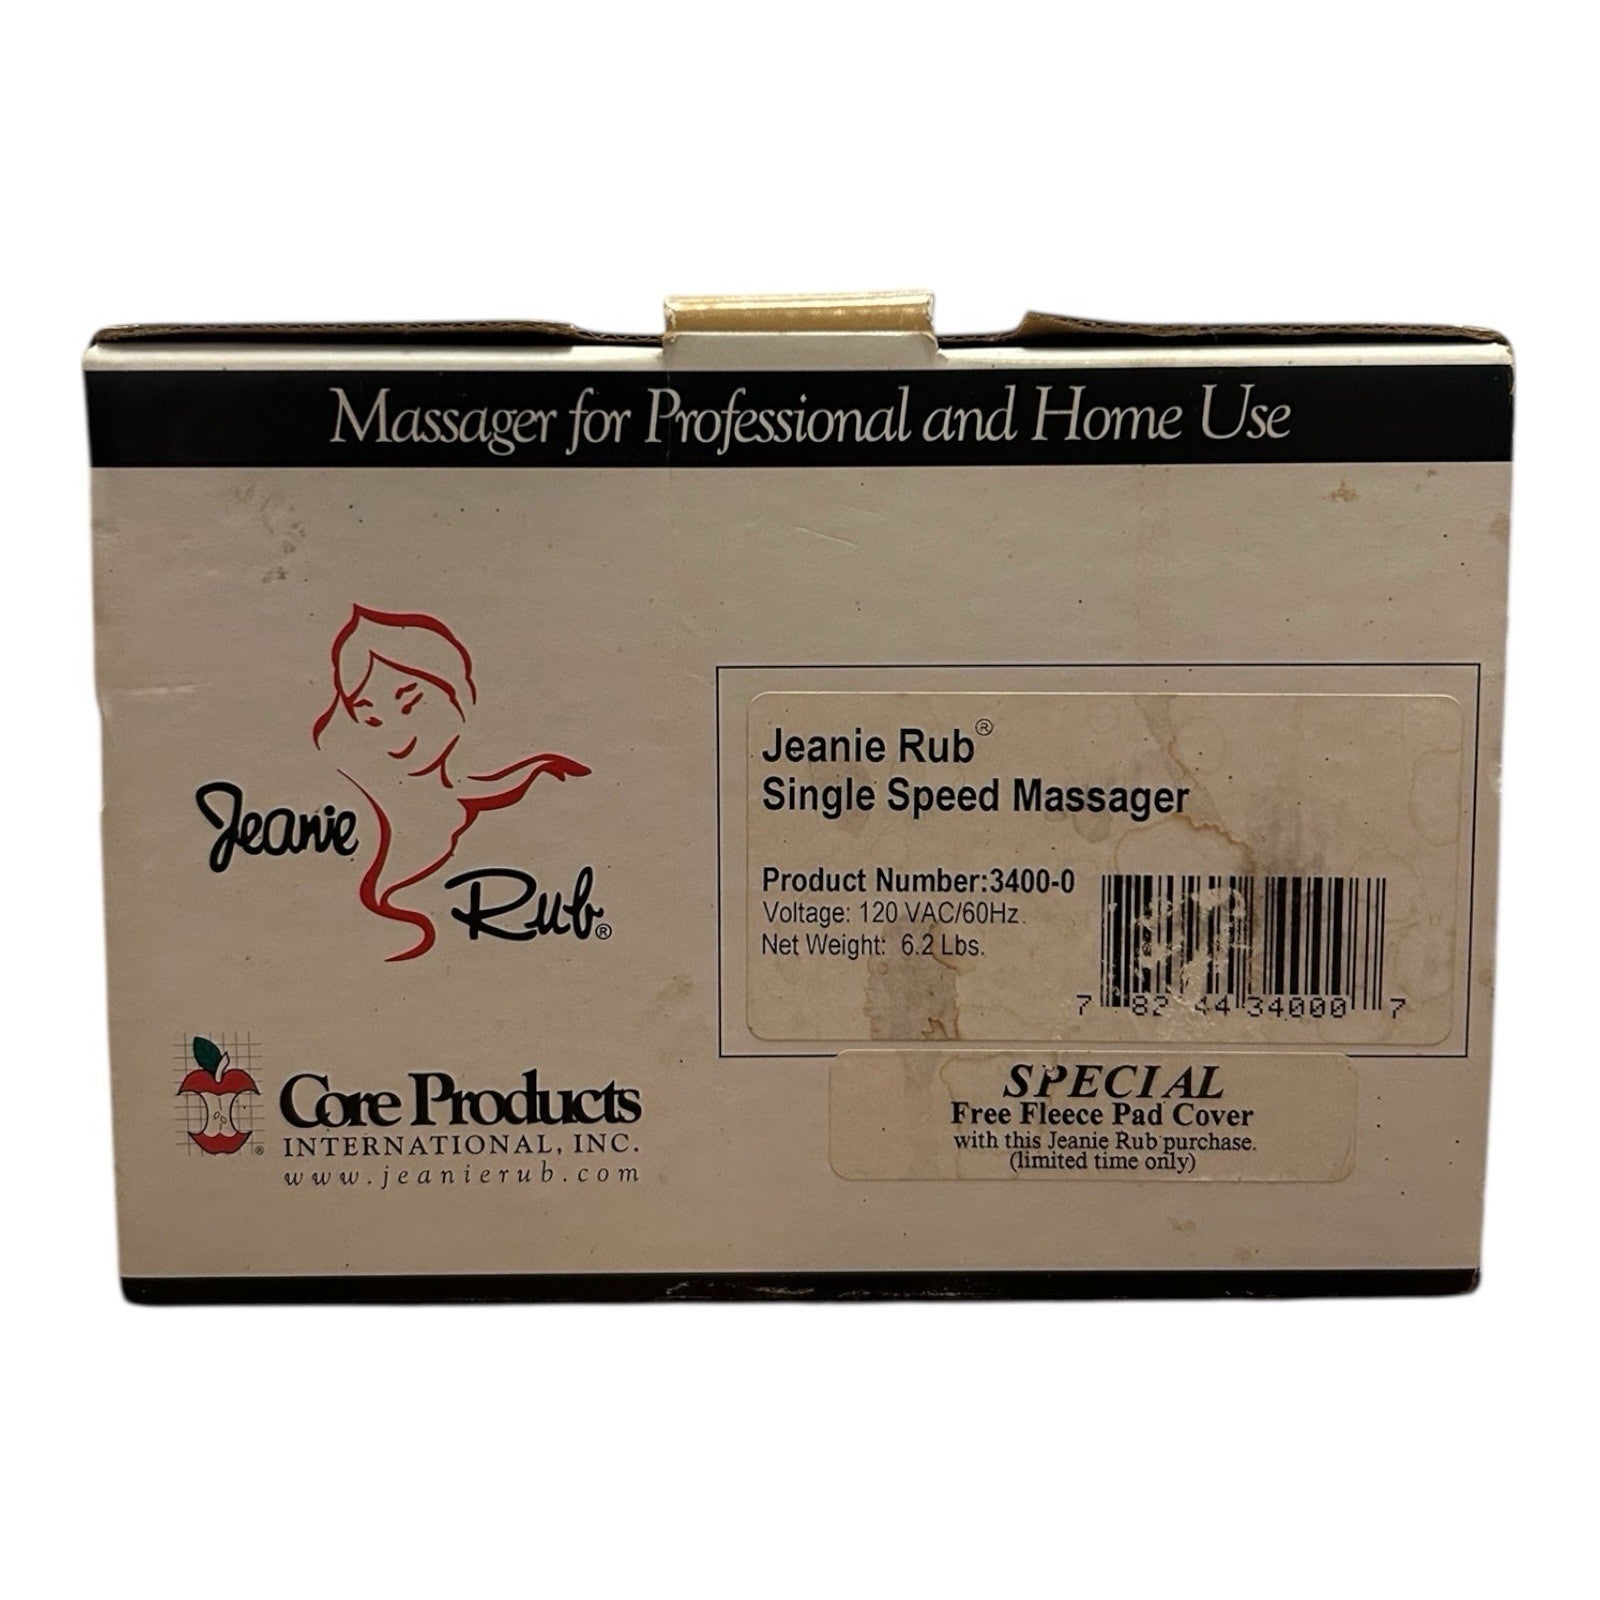 Massager for Professional and Home Use
Jeanie Rub®
Jeanie Rub®
Single Speed Massager
Product Number:3400-0
Voltage: 120 VAC/60Hz.
Net Weight: 6.2 Lbs.
7 82 44 34000 7
Core Products
INTERNATIONAL, INC.
www.jeanierub.com
SPECIAL
Free Fleece Pad Cover
with this Jeanie Rub purchase.
(limited time only)